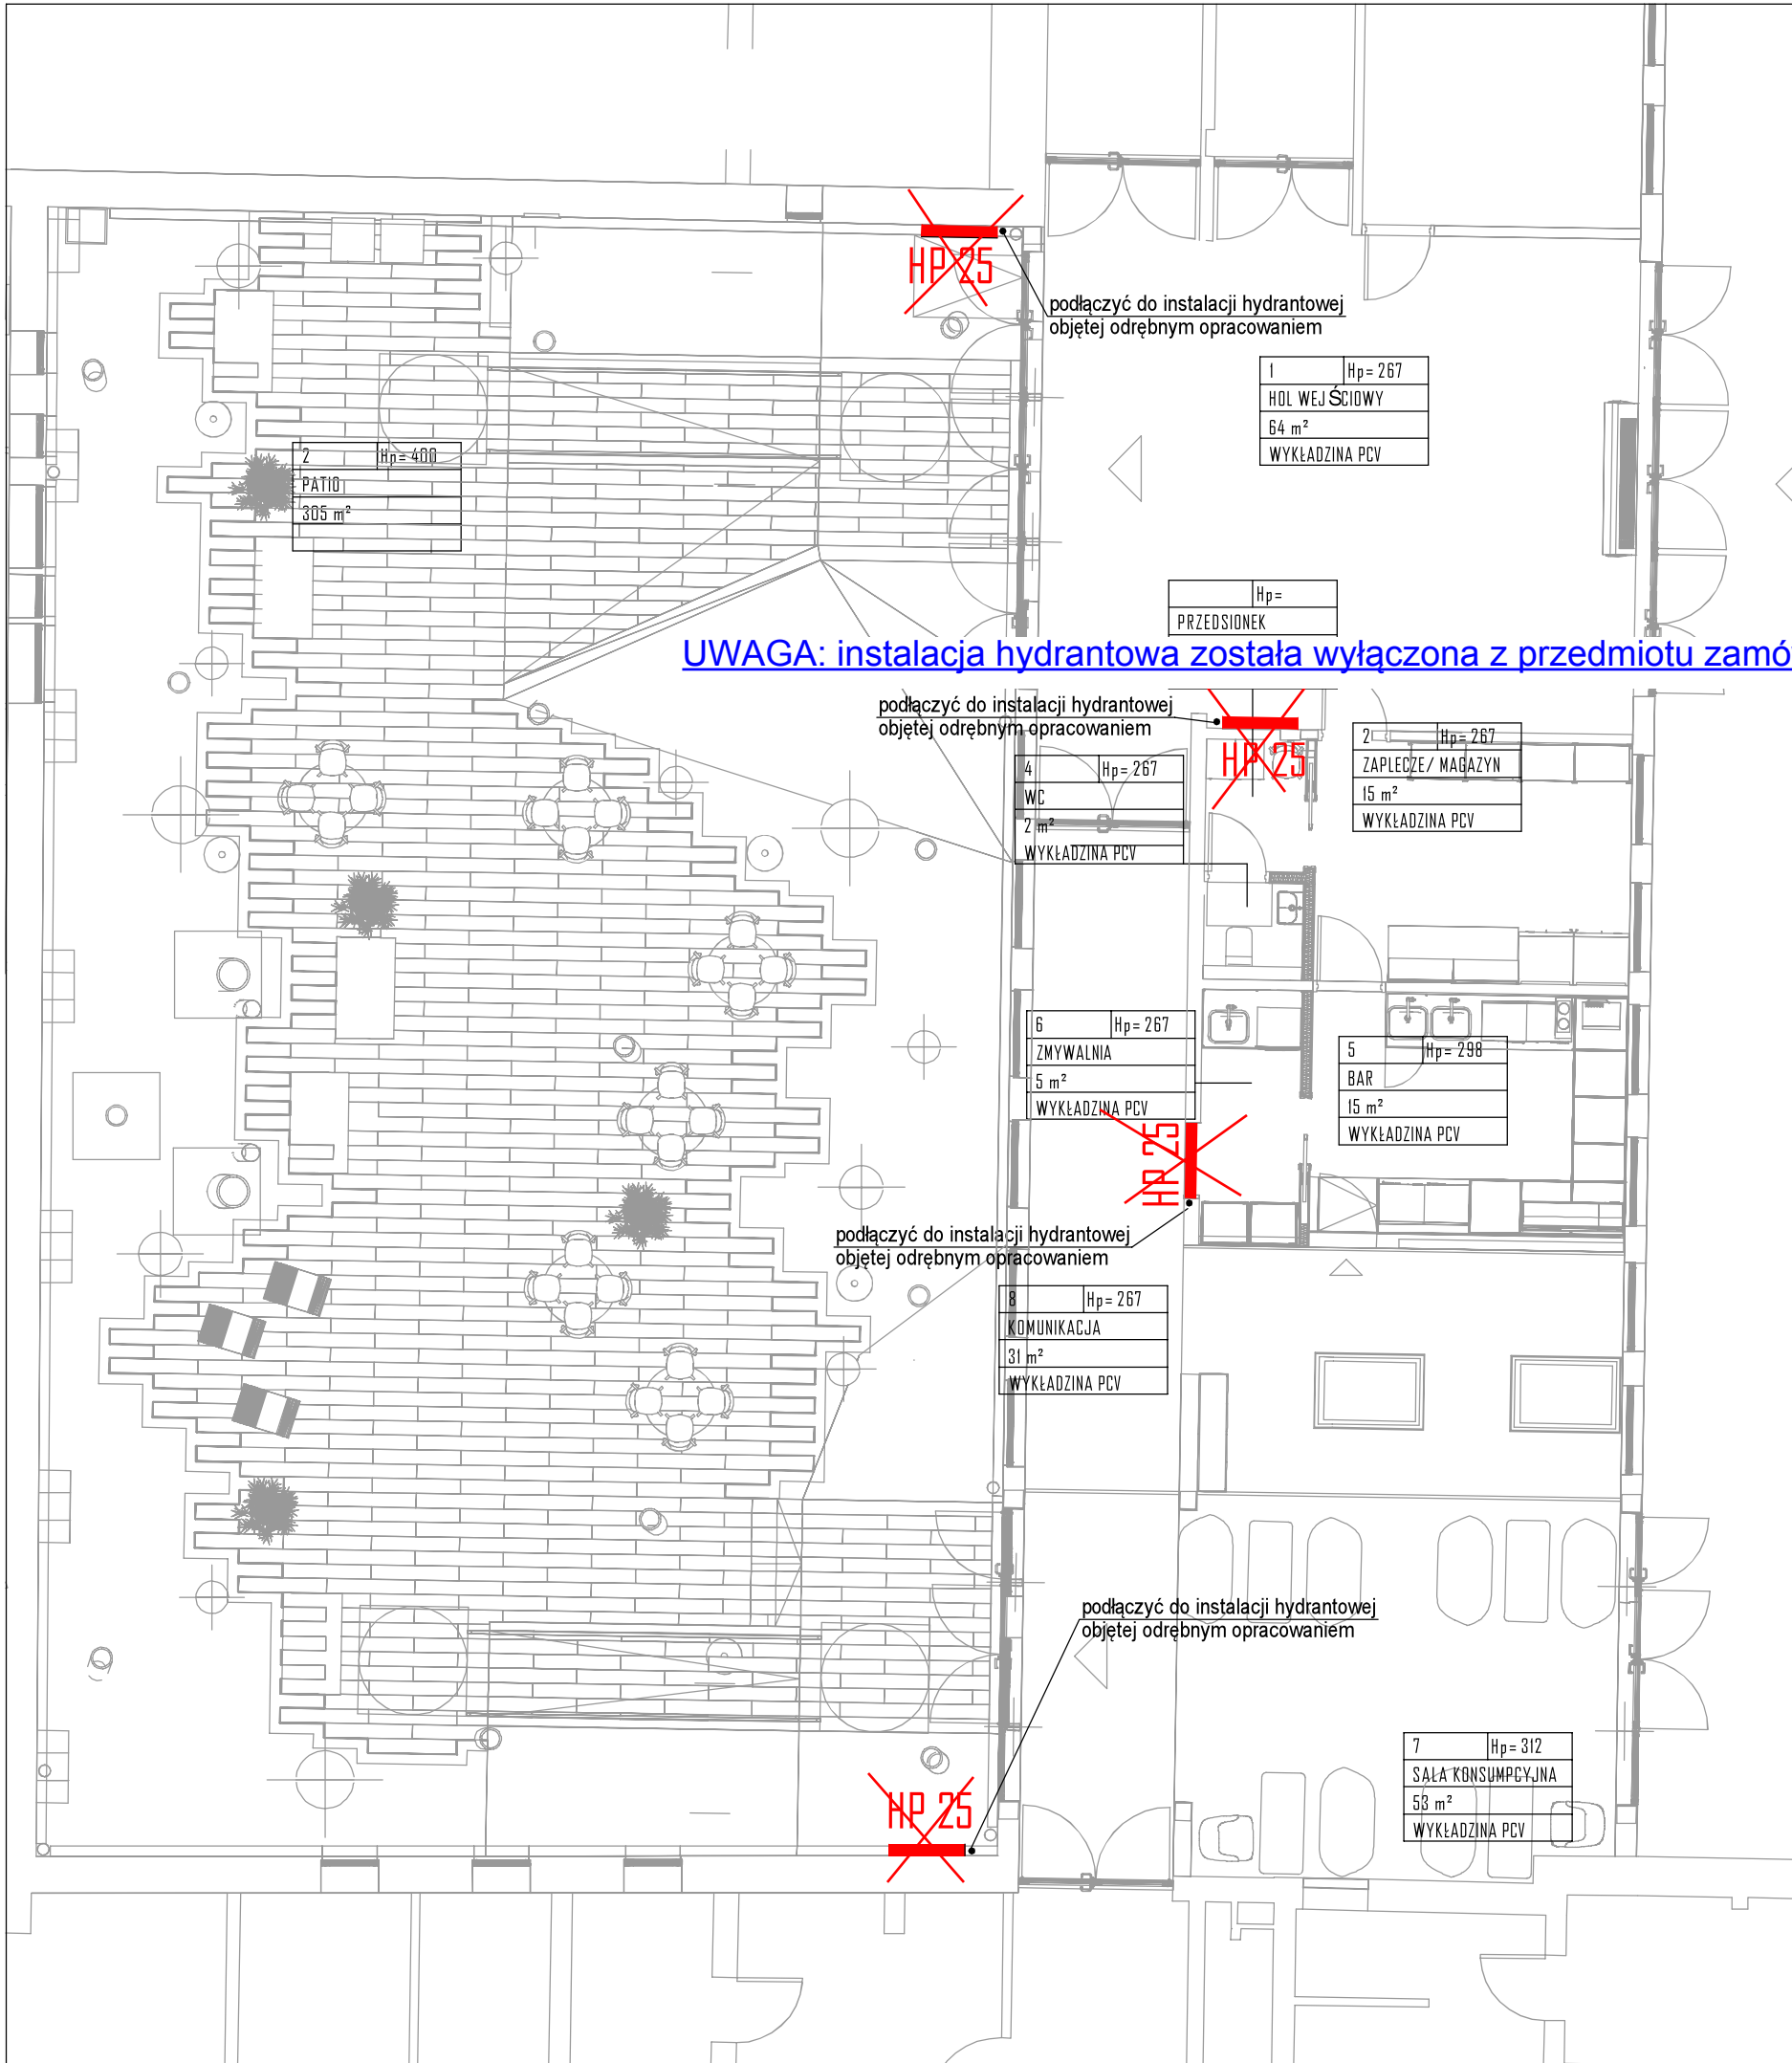 HP 25
podłączyć do instalacji hydrantowej
objętej odrębnym opracowaniem
1 Hp= 267
HOL WEJŚCIOWY
64 m²
WYKŁADZINA PCV
2 Hp= 400
PATIO
305 m²
Hp=
PRZEDSIONEK
UWAGA: instalacja hydrantowa została wyłączona z przedmiotu zamó
podłączyć do instalacji hydrantowej
objętej odrębnym opracowaniem
HP 25
2 Hp= 267
ZAPLECZE/ MAGAZYN
15 m²
WYKŁADZINA PCV
4 Hp= 267
WC
2 m²
WYKŁADZINA PCV
6 Hp= 267
ZMYWALNIA
5 m²
WYKŁADZINA PCV
5 Hp= 298
BAR
15 m²
WYKŁADZINA PCV
HP 25
podłączyć do instalacji hydrantowej
objętej odrębnym opracowaniem
8 Hp= 267
KOMUNIKACJA
31 m²
WYKŁADZINA PCV
podłączyć do instalacji hydrantowej
objętej odrębnym opracowaniem
7 Hp= 312
SALA KONSUMPCYJNA
53 m²
WYKŁADZINA PCV
HP 25